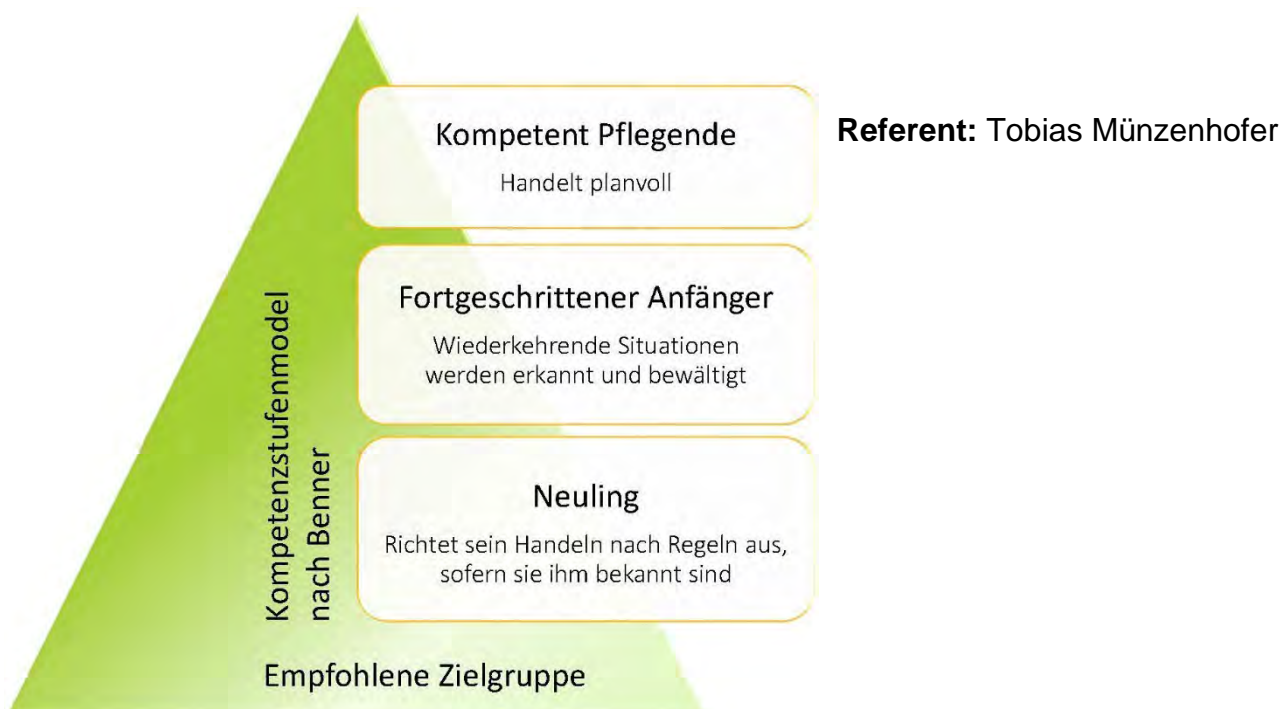 Kompetent Pflegende
Handelt planvoll
Referent: Tobias Münzenhofer
Fortgeschrittener Anfänger
Wiederkehrende Situationen
werden erkannt und bewältigt
Neuling
Richtet sein Handeln nach Regeln aus,
sofern sie ihm bekannt sind
Kompetenzstufenmodel
nach Benner
Empfohlene Zielgruppe